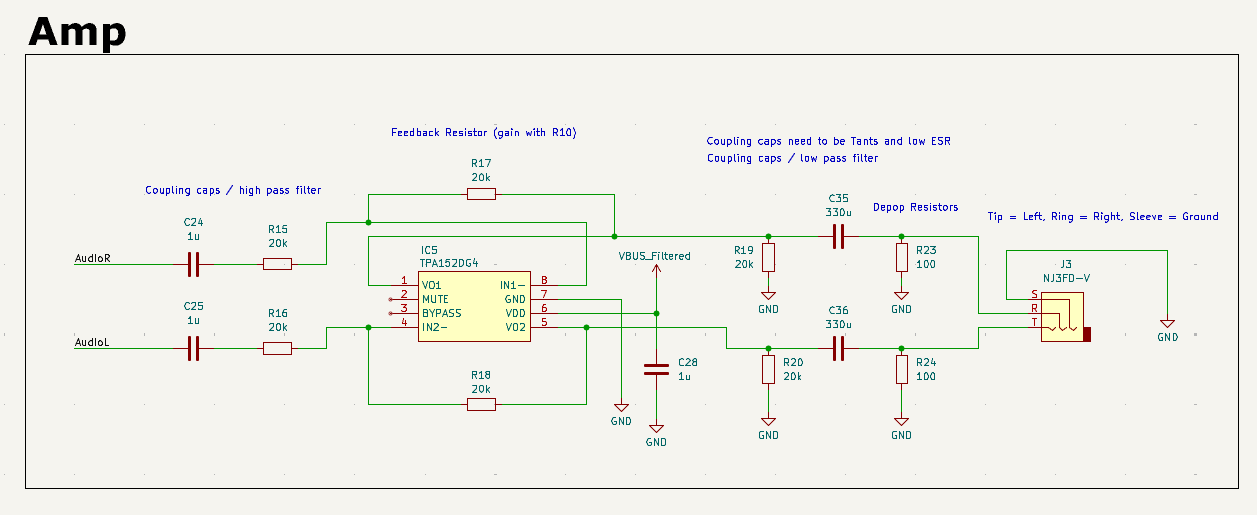 Amp
Feedback Resistor (gain with R10)
Coupling caps need to be Tants and low ESR
Coupling caps / low pass filter
R17
20k
Coupling caps / high pass filter
C35
330u
Depop Resistors
Tip = Left, Ring = Right, Sleeve = Ground
C24
1u
R15
20k
IC5
TPA152DG4
VBUS_Filtered
R19
20k
R23
100
AudioR
J3
NJ3FD-V
1 VO1 IN1- 8
2 MUTE GND 7
3 BYPASS VDD 6
4 IN2- VO2 5
S
R
T
GND
GND
GND
C25
1u
R16
20k
C36
330u
AudioL
C28
1u
R20
20k
R24
100
R18
20k
GND
GND
GND
GND